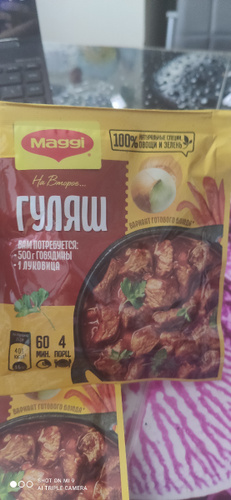 Maggi
100% НАТУРАЛЬНЫЕ СПЕЦИИ,
ОВОЩИ И ЗЕЛЕНЬ
На Второе...
ГУЛЯШ
ВАМ ПОТРЕБУЕТСЯ:
• 500г ГОВЯДИНЫ
• 1 ЛУКОВИЦА
ВАРИАНТ ГОТОВОГО БЛЮДА*
60 4
МИН. ПОРЦ.
ВАРИАНТ ГОТОВОГО БЛЮДА*
SHOT ON MI 9
AI TRIPLE CAMERA